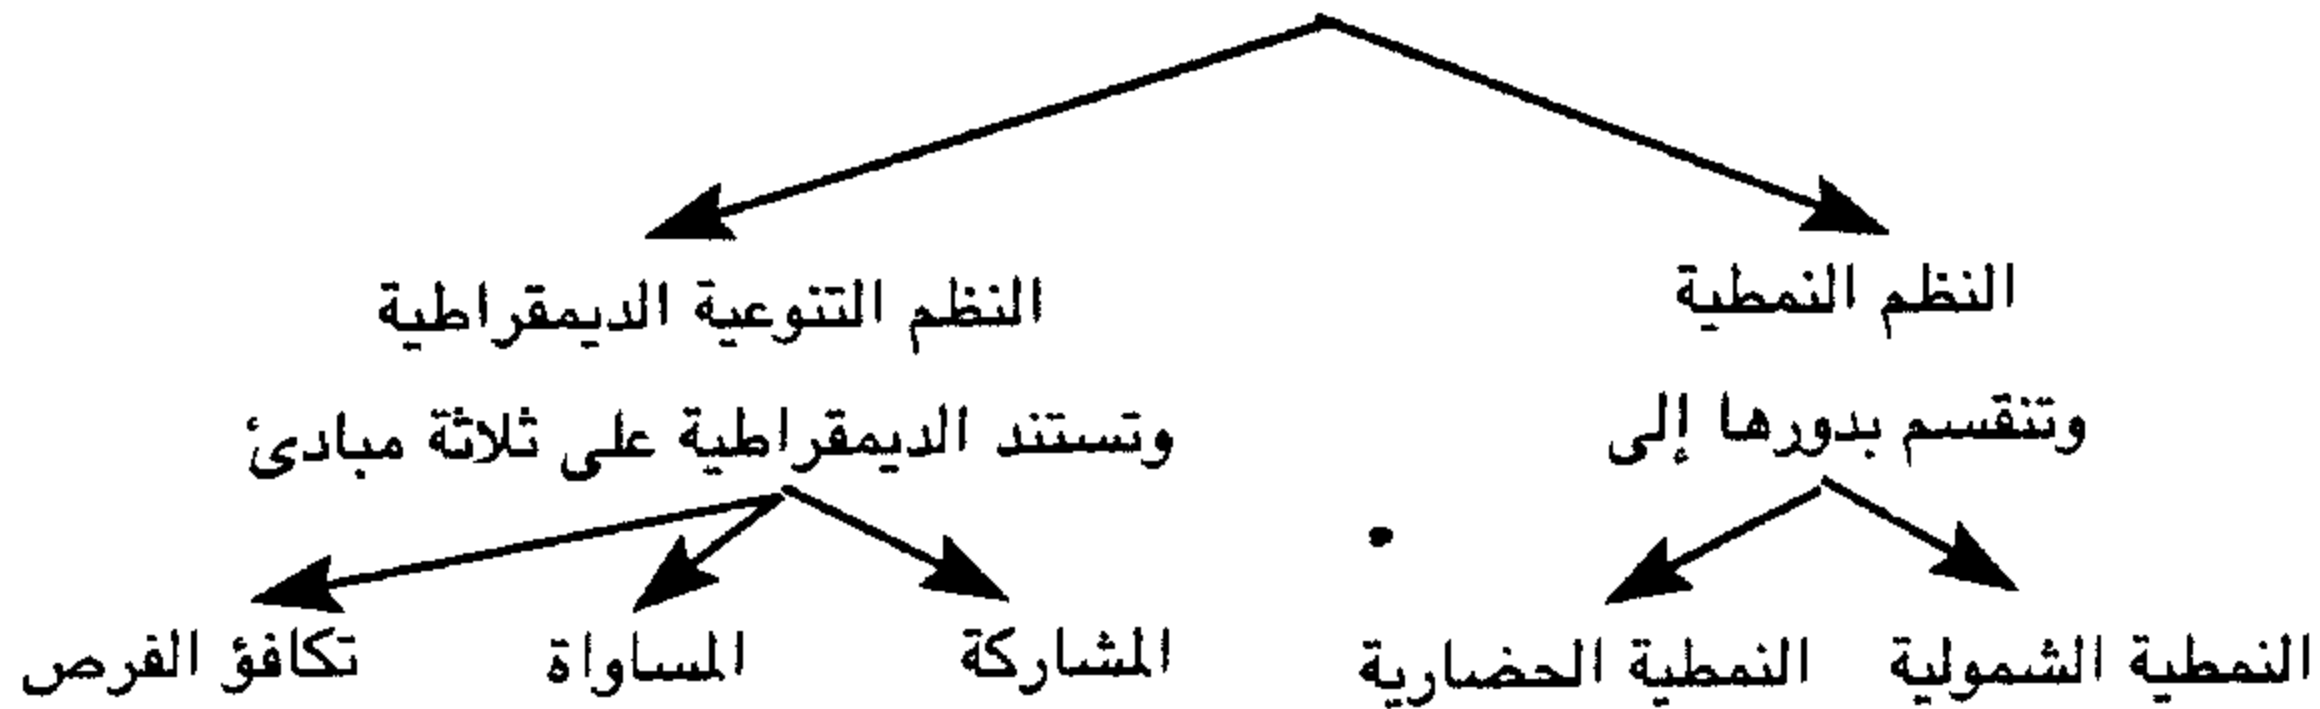 النظم النمطية
النظم التنوعية الديمقراطية
وتنقسم بدورها إلى
وتستند الديمقراطية على ثلاثة مبادئ
النمطية الشمولية
النمطية الحضارية
المشاركة
المساواة
تكافؤ الفرص